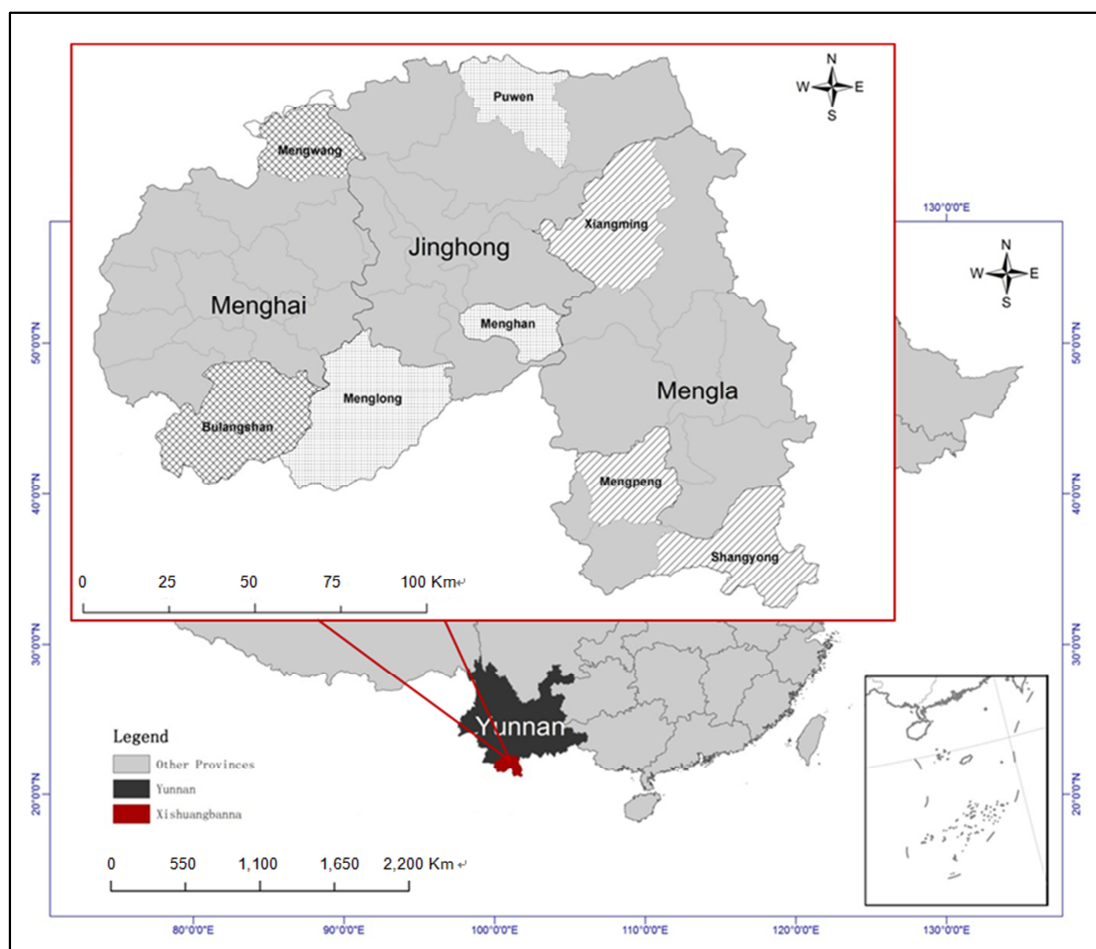 N
W E
S
Puwen
Mengwang
Xiangming
Jinghong
Menghai
Menghan
Menglong
Mengla
Bulangshan
Mengpeng
Shangyong
0 25 50 75 100 Km↵
130°0'0"E
N
W E
S
50°0'0"N
50°0'0"N
40°0'0"N
40°0'0"N
30°0'0"N
30°0'0"N
20°0'0"N
20°0'0"N
Yunnan
Legend
Other Provinces
Yunnan
Xishuangbanna
0 550 1,100 1,650 2,200 Km↵
80°0'0"E 90°0'0"E 100°0'0"E 110°0'0"E 120°0'0"E 130°0'0"E